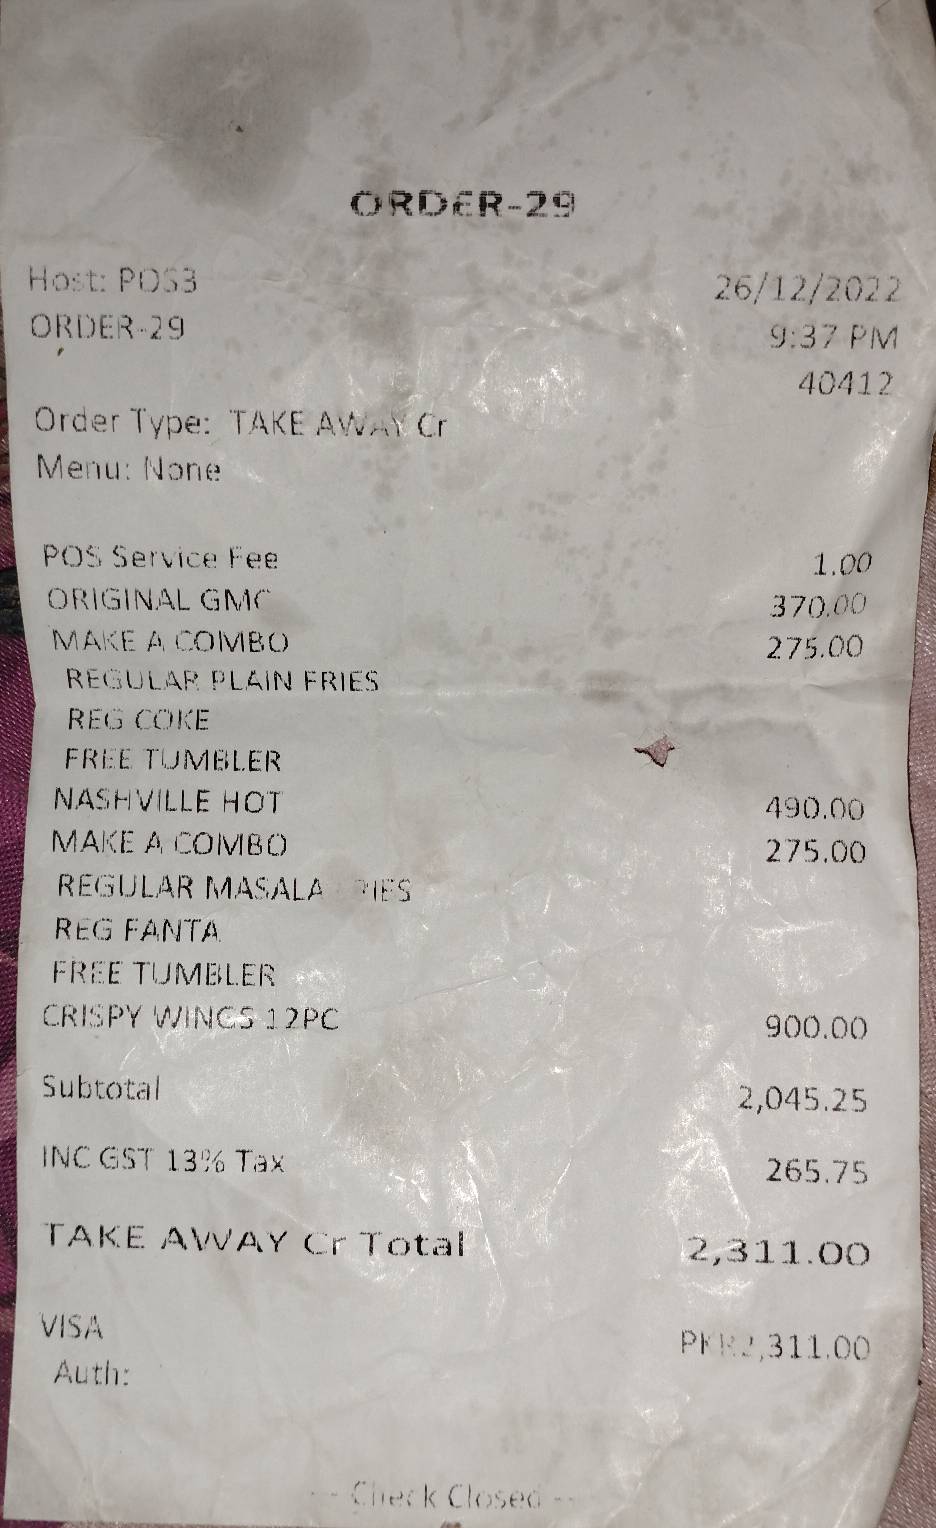 ORDER-29
Host: POS3 26/12/2022
ORDER-29 9:37 PM
40412
Order Type: TAKE AWAY Cr
Menu: None
POS Service Fee 1.00
ORIGINAL GMC 370.00
MAKE A COMBO 275.00
REGULAR PLAIN FRIES
REG COKE
FREE TUMBLER
NASHVILLE HOT 490.00
MAKE A COMBO 275.00
REGULAR MASALA
REG FANTA
FREE TUMBLER
CRISPY WINGS 12PC 900.00
Subtotal 2,045.25
INC GST 13% Tax 265.75
TAKE AWAY Cr Total 2,311.00
VISA PKR2,311.00
Auth:
-- Check Closed --